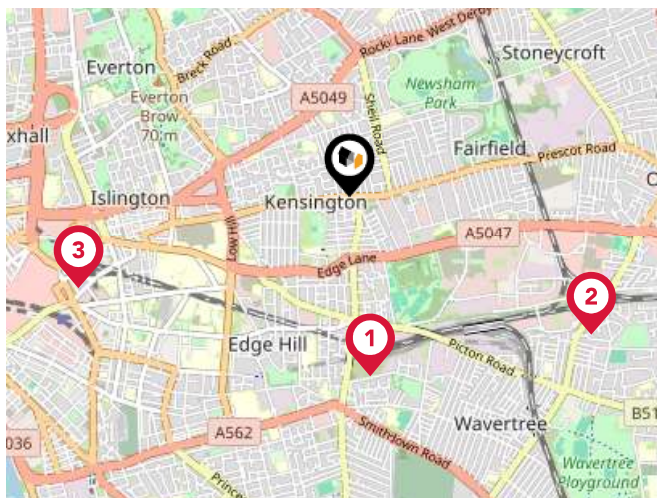 Rocky Lane
West Derby
Stoneycroft
Everton
Breck Road
Newsham
Park
A5049
Everton
Brow
70 m
Sheil Road
xhall
Fairfield
Prescot Road
Islington
Kensington
O
Low Hill
A5047
3
Edge Lane
2
1
Edge Hill
Picton Road
B51
Wavertree
A562
036
Smithdown Road
Wavertree
Playground
Prince